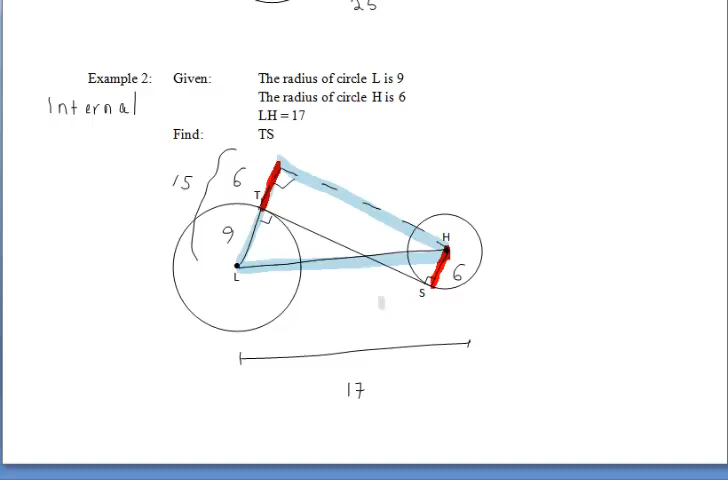 25
Example 2: Given: The radius of circle L is 9
Internal The radius of circle H is 6
LH = 17
Find: TS
15 6
T
9
H
L
6
S
17